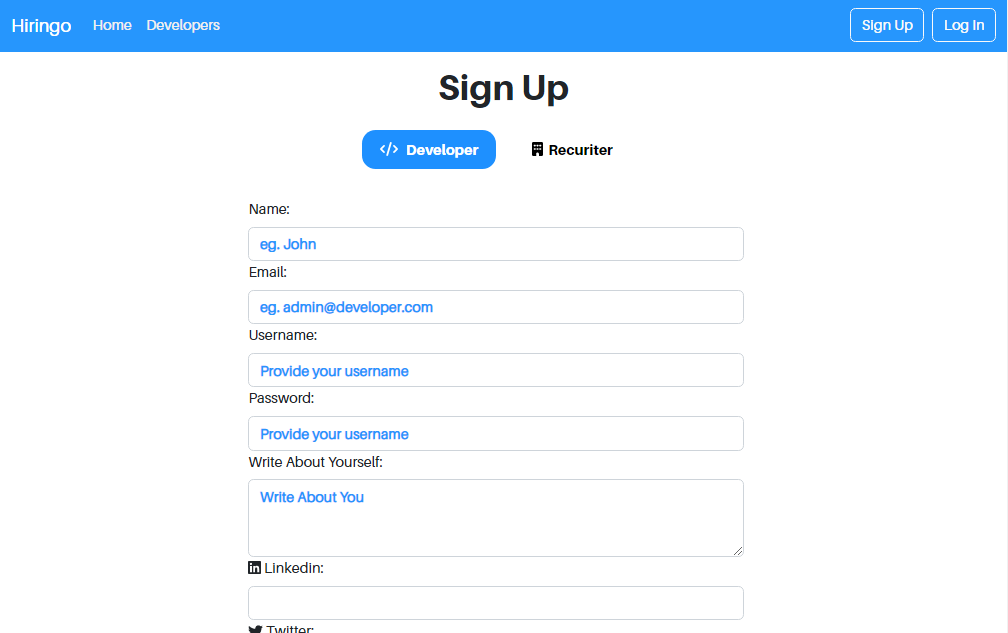 Hiringo Home Developers Sign Up Log In
Sign Up
</> Developer Recuriter
Name:
eg. John
Email:
eg. admin@developer.com
Username:
Provide your username
Password:
Provide your username
Write About Yourself:
Write About You
in Linkedin:
Twitter: